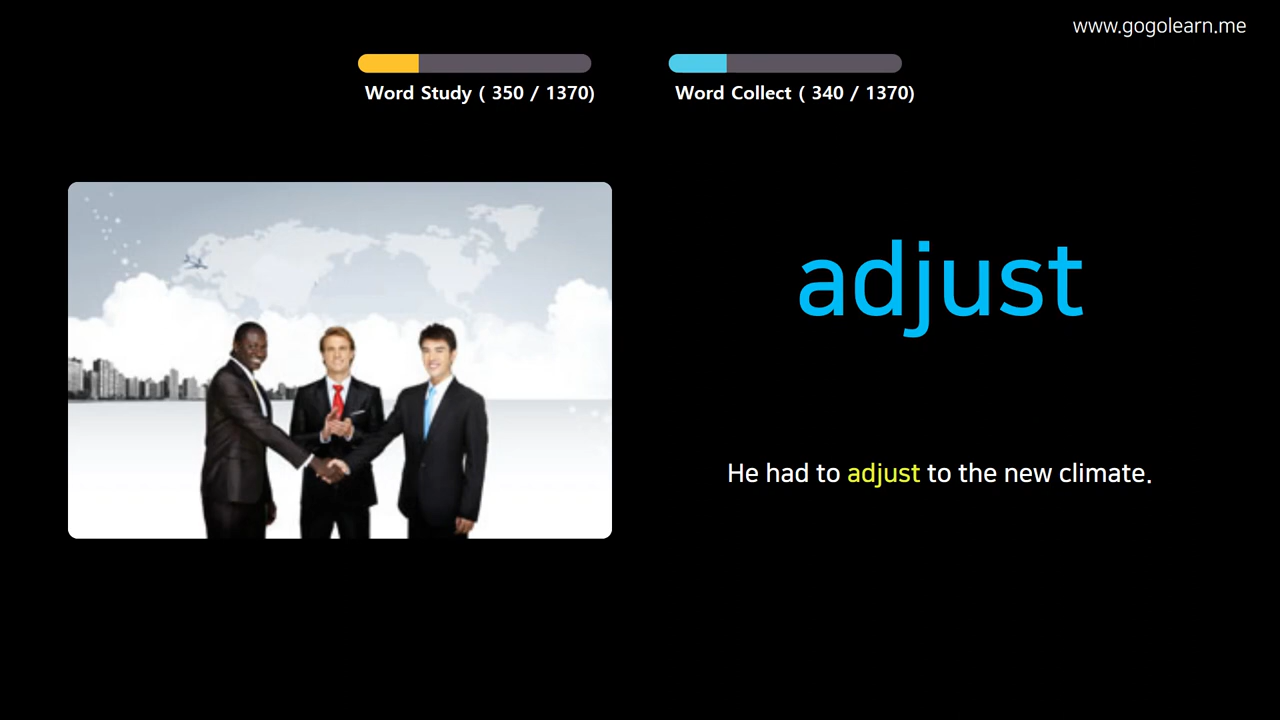 www.gogolearn.me
Word Study ( 350 / 1370)
Word Collect ( 340 / 1370)
adjust
He had to adjust to the new climate.